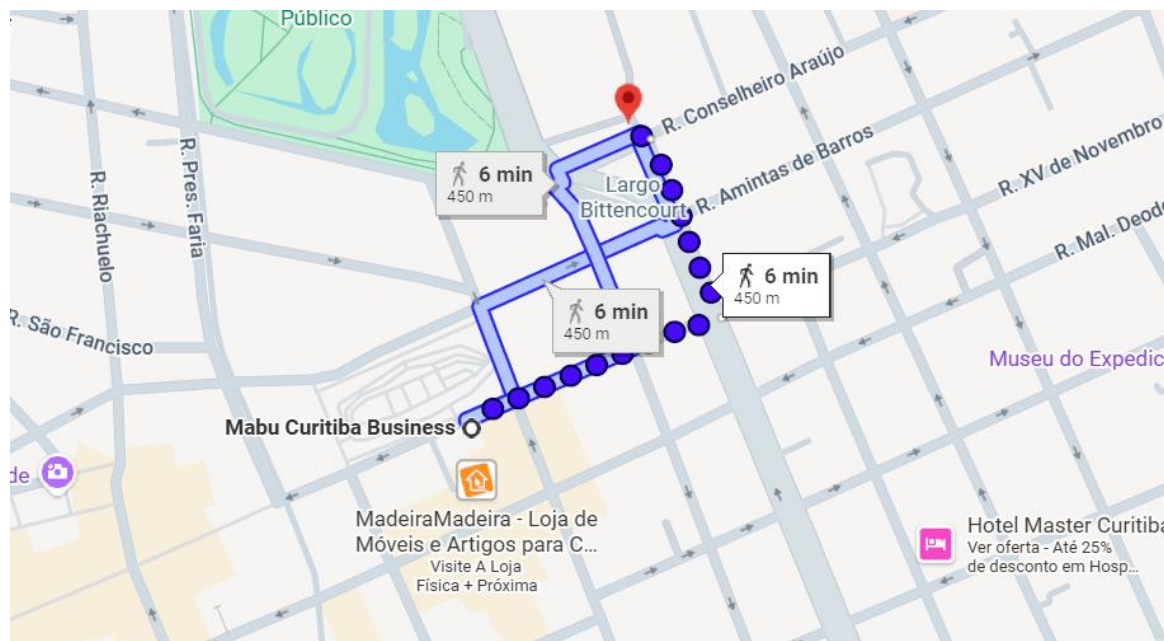 Público
R. Conselheiro Araújo
R. Amintas de Barros
R. XV de Novembro
R. Mal. Deodo
R. Riachuelo
R. Pres. Faria
R. São Francisco
6 min
450 m
Largo
Bittencourt
6 min
450 m
6 min
450 m
Museu do Expedic
Mabu Curitiba Business
de
MadeiraMadeira - Loja de
Móveis e Artigos para C...
Visite A Loja
Física + Próxima
Hotel Master Curitiba
Ver oferta - Até 25%
de desconto em Hosp...